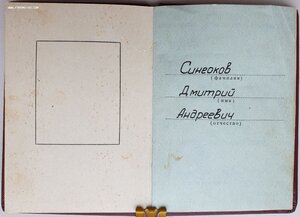 Синеоков
(фамилия)
Дмитрий
(имя)
Андреевич
(отчество)